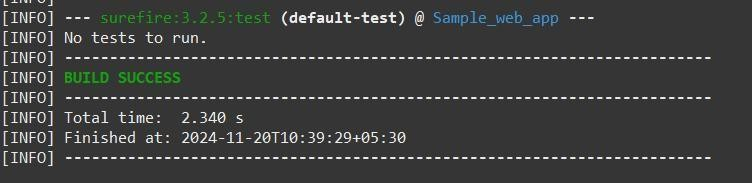 [INFO] --- surefire:3.2.5:test (default-test) @ Sample_web_app ---
[INFO] No tests to run.
[INFO] ------------------------------------------------------------------------
[INFO] BUILD SUCCESS
[INFO] ------------------------------------------------------------------------
[INFO] Total time:  2.340 s
[INFO] Finished at: 2024-11-20T10:39:29+05:30
[INFO] ------------------------------------------------------------------------